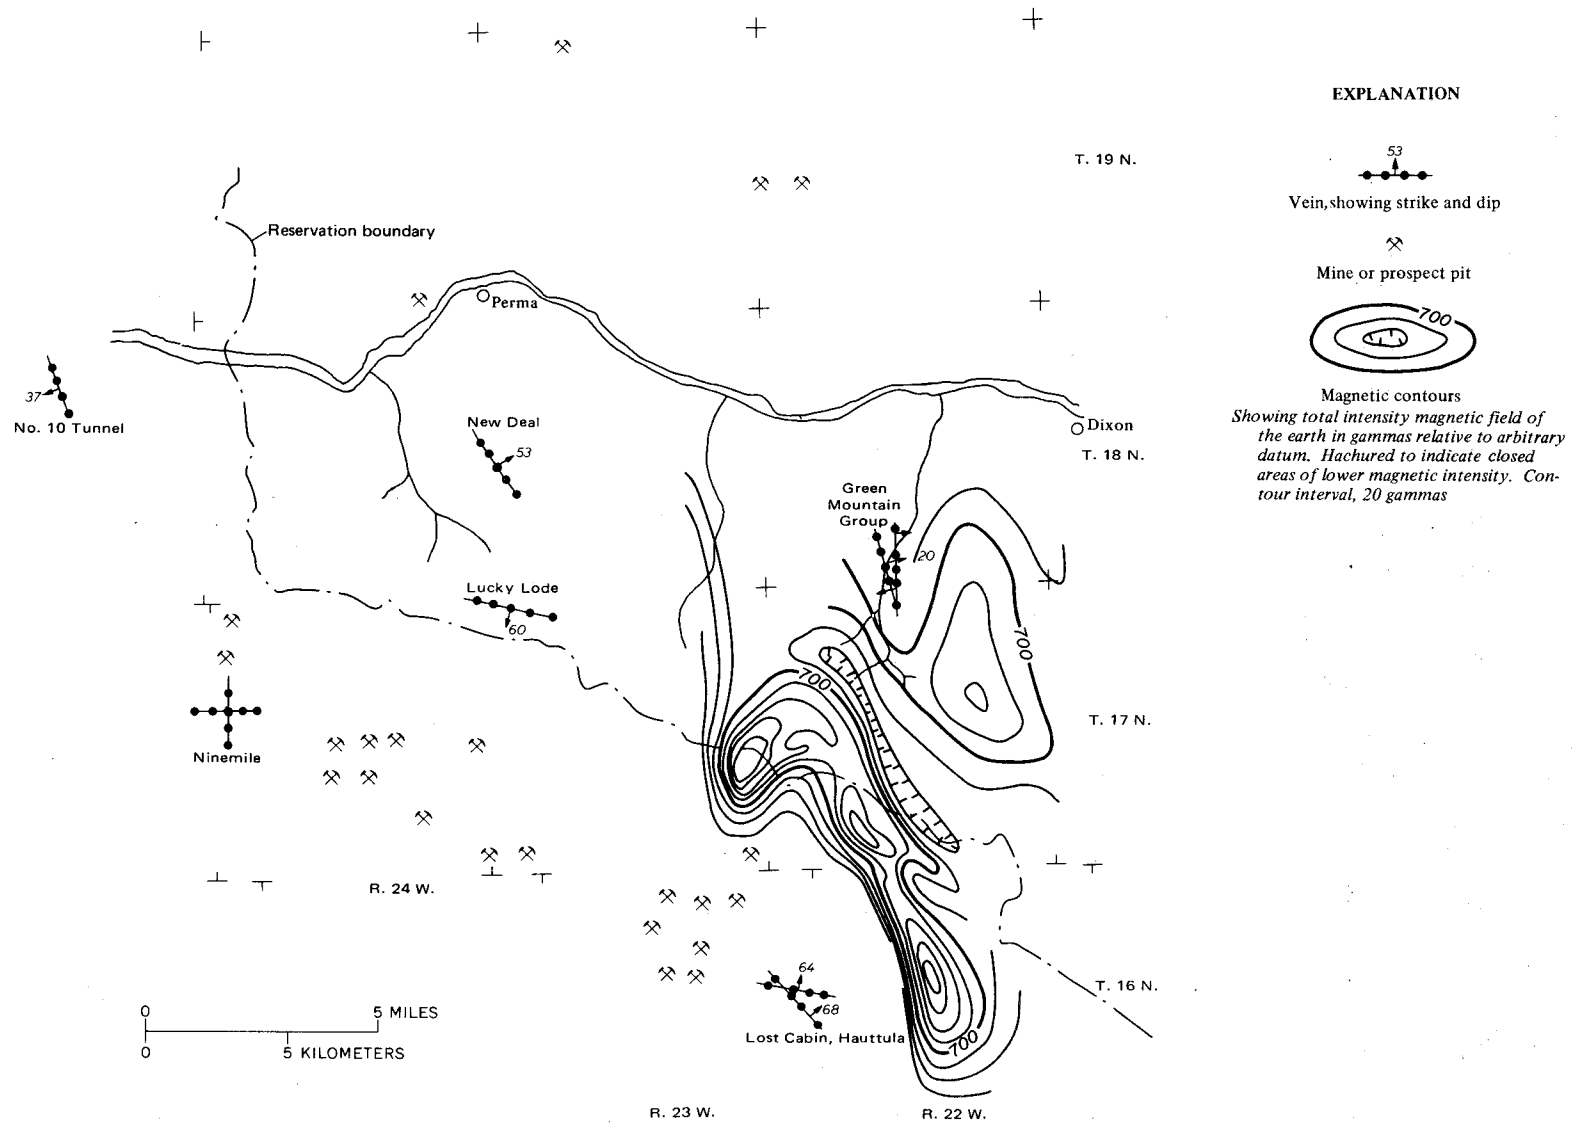 EXPLANATION
53
T. 19 N.
Vein, showing strike and dip
Reservation boundary
Mine or prospect pit
Perma
700
37
No. 10 Tunnel
New Deal
53
Dixon
T. 18 N.
Magnetic contours
Showing total intensity magnetic field of
the earth in gammas relative to arbitrary
datum. Hachured to indicate closed
areas of lower magnetic intensity. Con-
tour interval, 20 gammas
Green
Mountain
Group
20
Lucky Lode
60
700
700
T. 17 N.
Ninemile
R. 24 W.
64
68
T. 16 N.
Lost Cabin, Hauttula
700
0 5 MILES
0 5 KILOMETERS
R. 23 W. R. 22 W.